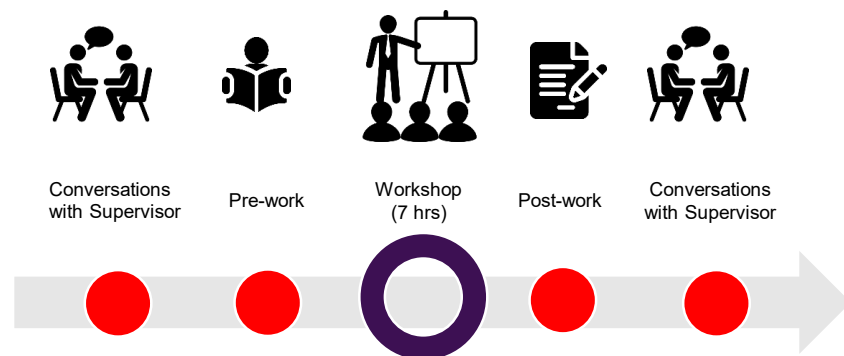 Conversations
with Supervisor
Pre-work
Workshop
(7 hrs)
Post-work
Conversations
with Supervisor